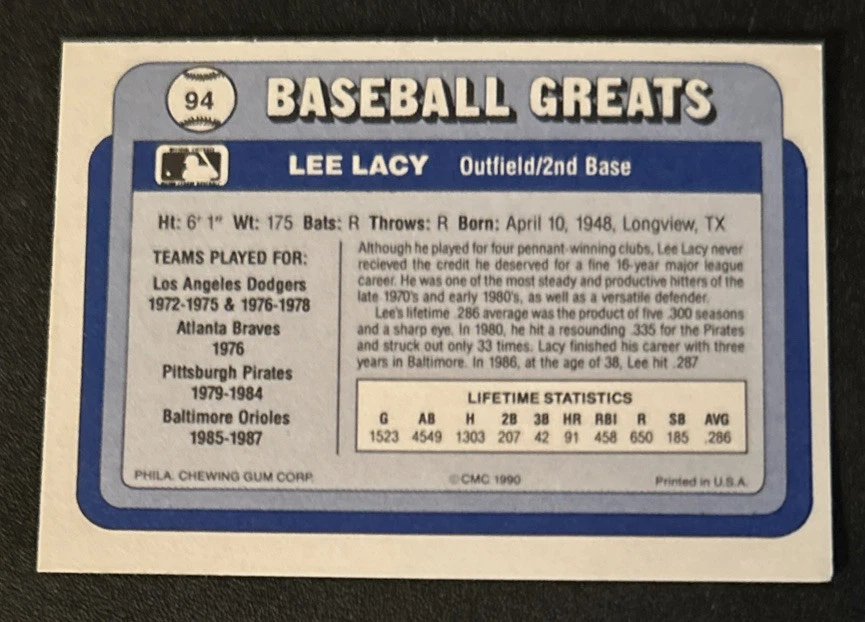 94
BASEBALL GREATS
LEE LACY Outfield/2nd Base
Ht: 6' 1" Wt: 175 Bats: R Throws: R Born: April 10, 1948, Longview, TX
TEAMS PLAYED FOR:
Los Angeles Dodgers
1972-1975 & 1976-1978
Atlanta Braves
1976
Pittsburgh Pirates
1979-1984
Baltimore Orioles
1985-1987
Although he played for four pennant-winning clubs, Lee Lacy never
recieved the credit he deserved for a fine 16-year major league
career. He was one of the most steady and productive hitters of the
late 1970's and early 1980's, as well as a versatile defender.
Lee's lifetime .286 average was the product of five .300 seasons
and a sharp eye. In 1980, he hit a resounding .335 for the Pirates
and struck out only 33 times. Lacy finished his career with three
years in Baltimore. In 1986, at the age of 38, Lee hit .287
LIFETIME STATISTICS
G AB H 2B 3B HR RBI R SB AVG
1523 4549 1303 207 42 91 458 650 185 .286
PHILA. CHEWING GUM CORP. ©CMC 1990 Printed in U.S.A.